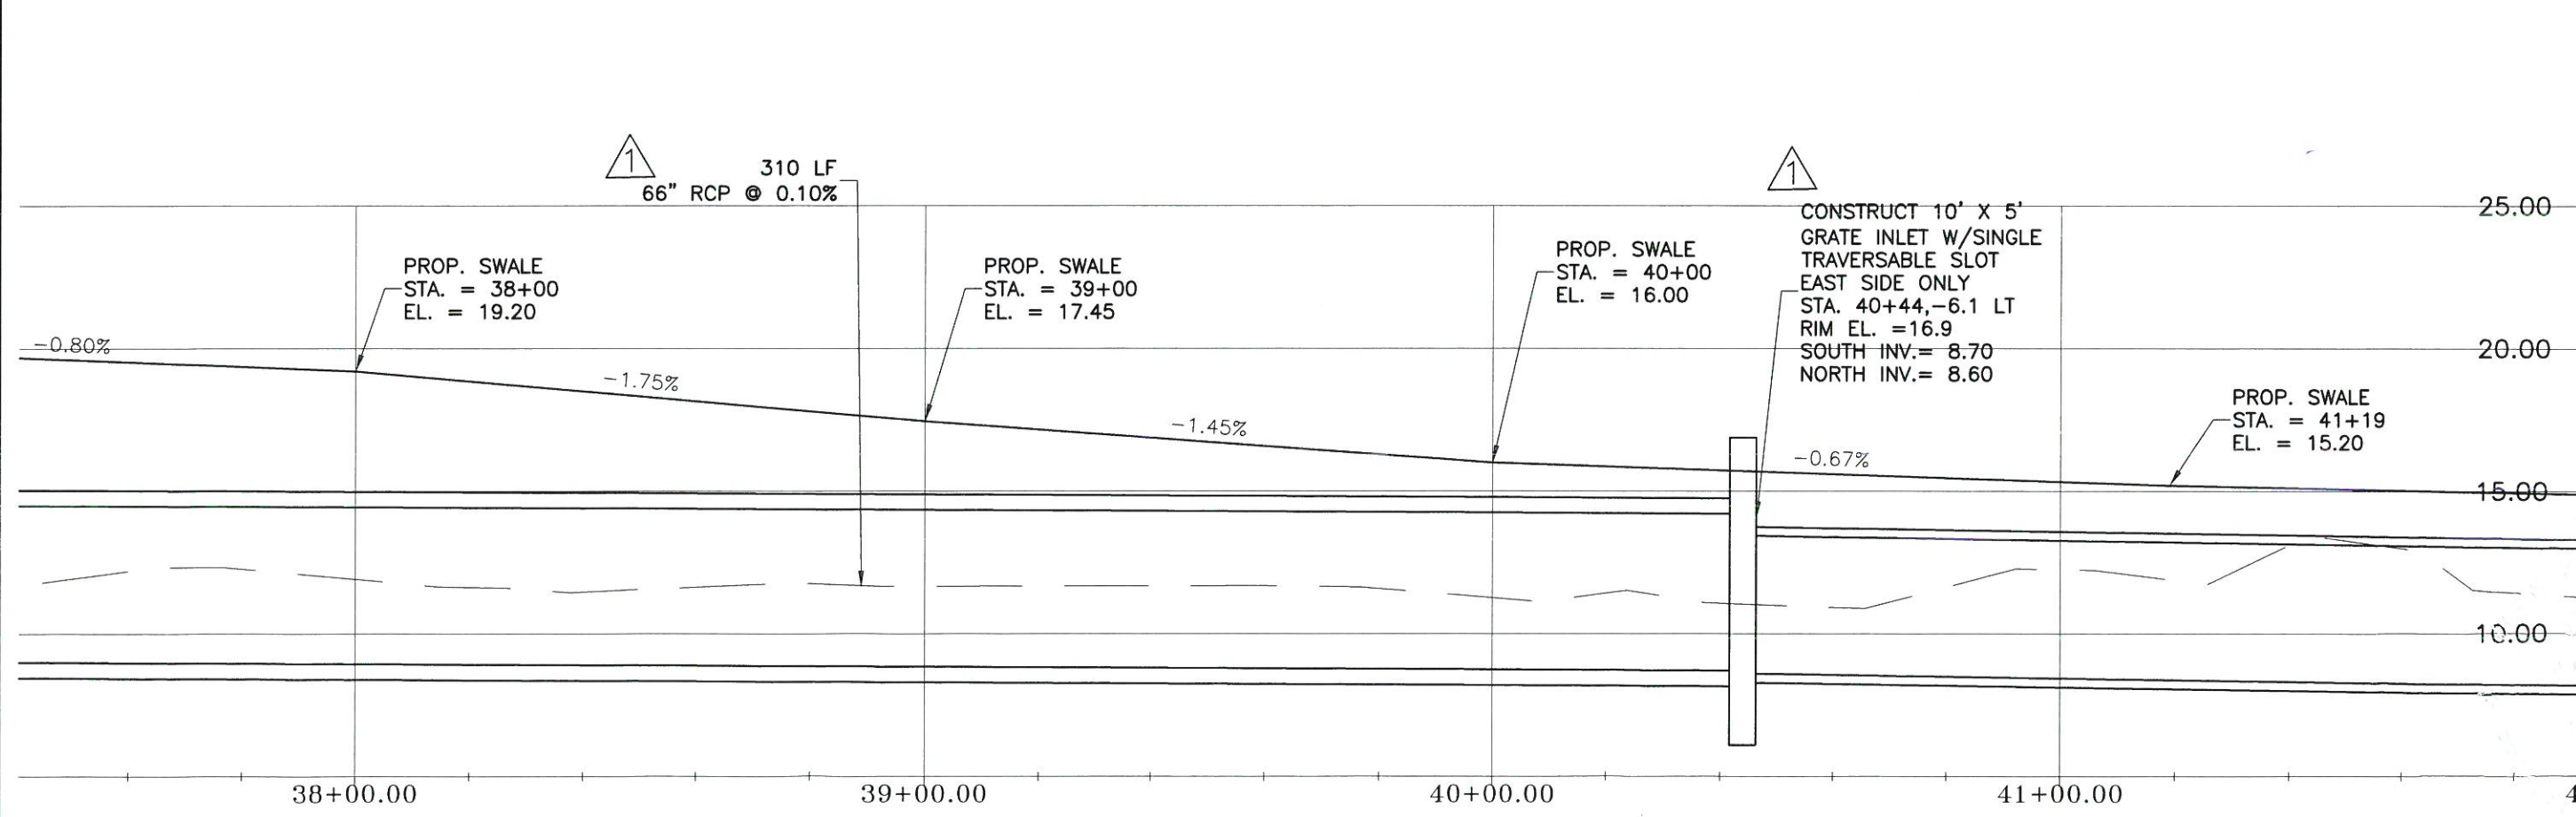 1
310 LF
66" RCP @ 0.10%
1
CONSTRUCT 10' X 5'
GRATE INLET W/SINGLE
TRAVERSABLE SLOT
EAST SIDE ONLY
STA. 40+44,-6.1 LT
RIM EL. =16.9
SOUTH INV.= 8.70
NORTH INV.= 8.60
25.00
PROP. SWALE
STA. = 38+00
EL. = 19.20
PROP. SWALE
STA. = 39+00
EL. = 17.45
PROP. SWALE
STA. = 40+00
EL. = 16.00
-0.80%
20.00
-1.75%
-1.45%
PROP. SWALE
STA. = 41+19
EL. = 15.20
-0.67%
15.00
10.00
38+00.00
39+00.00
40+00.00
41+00.00
4